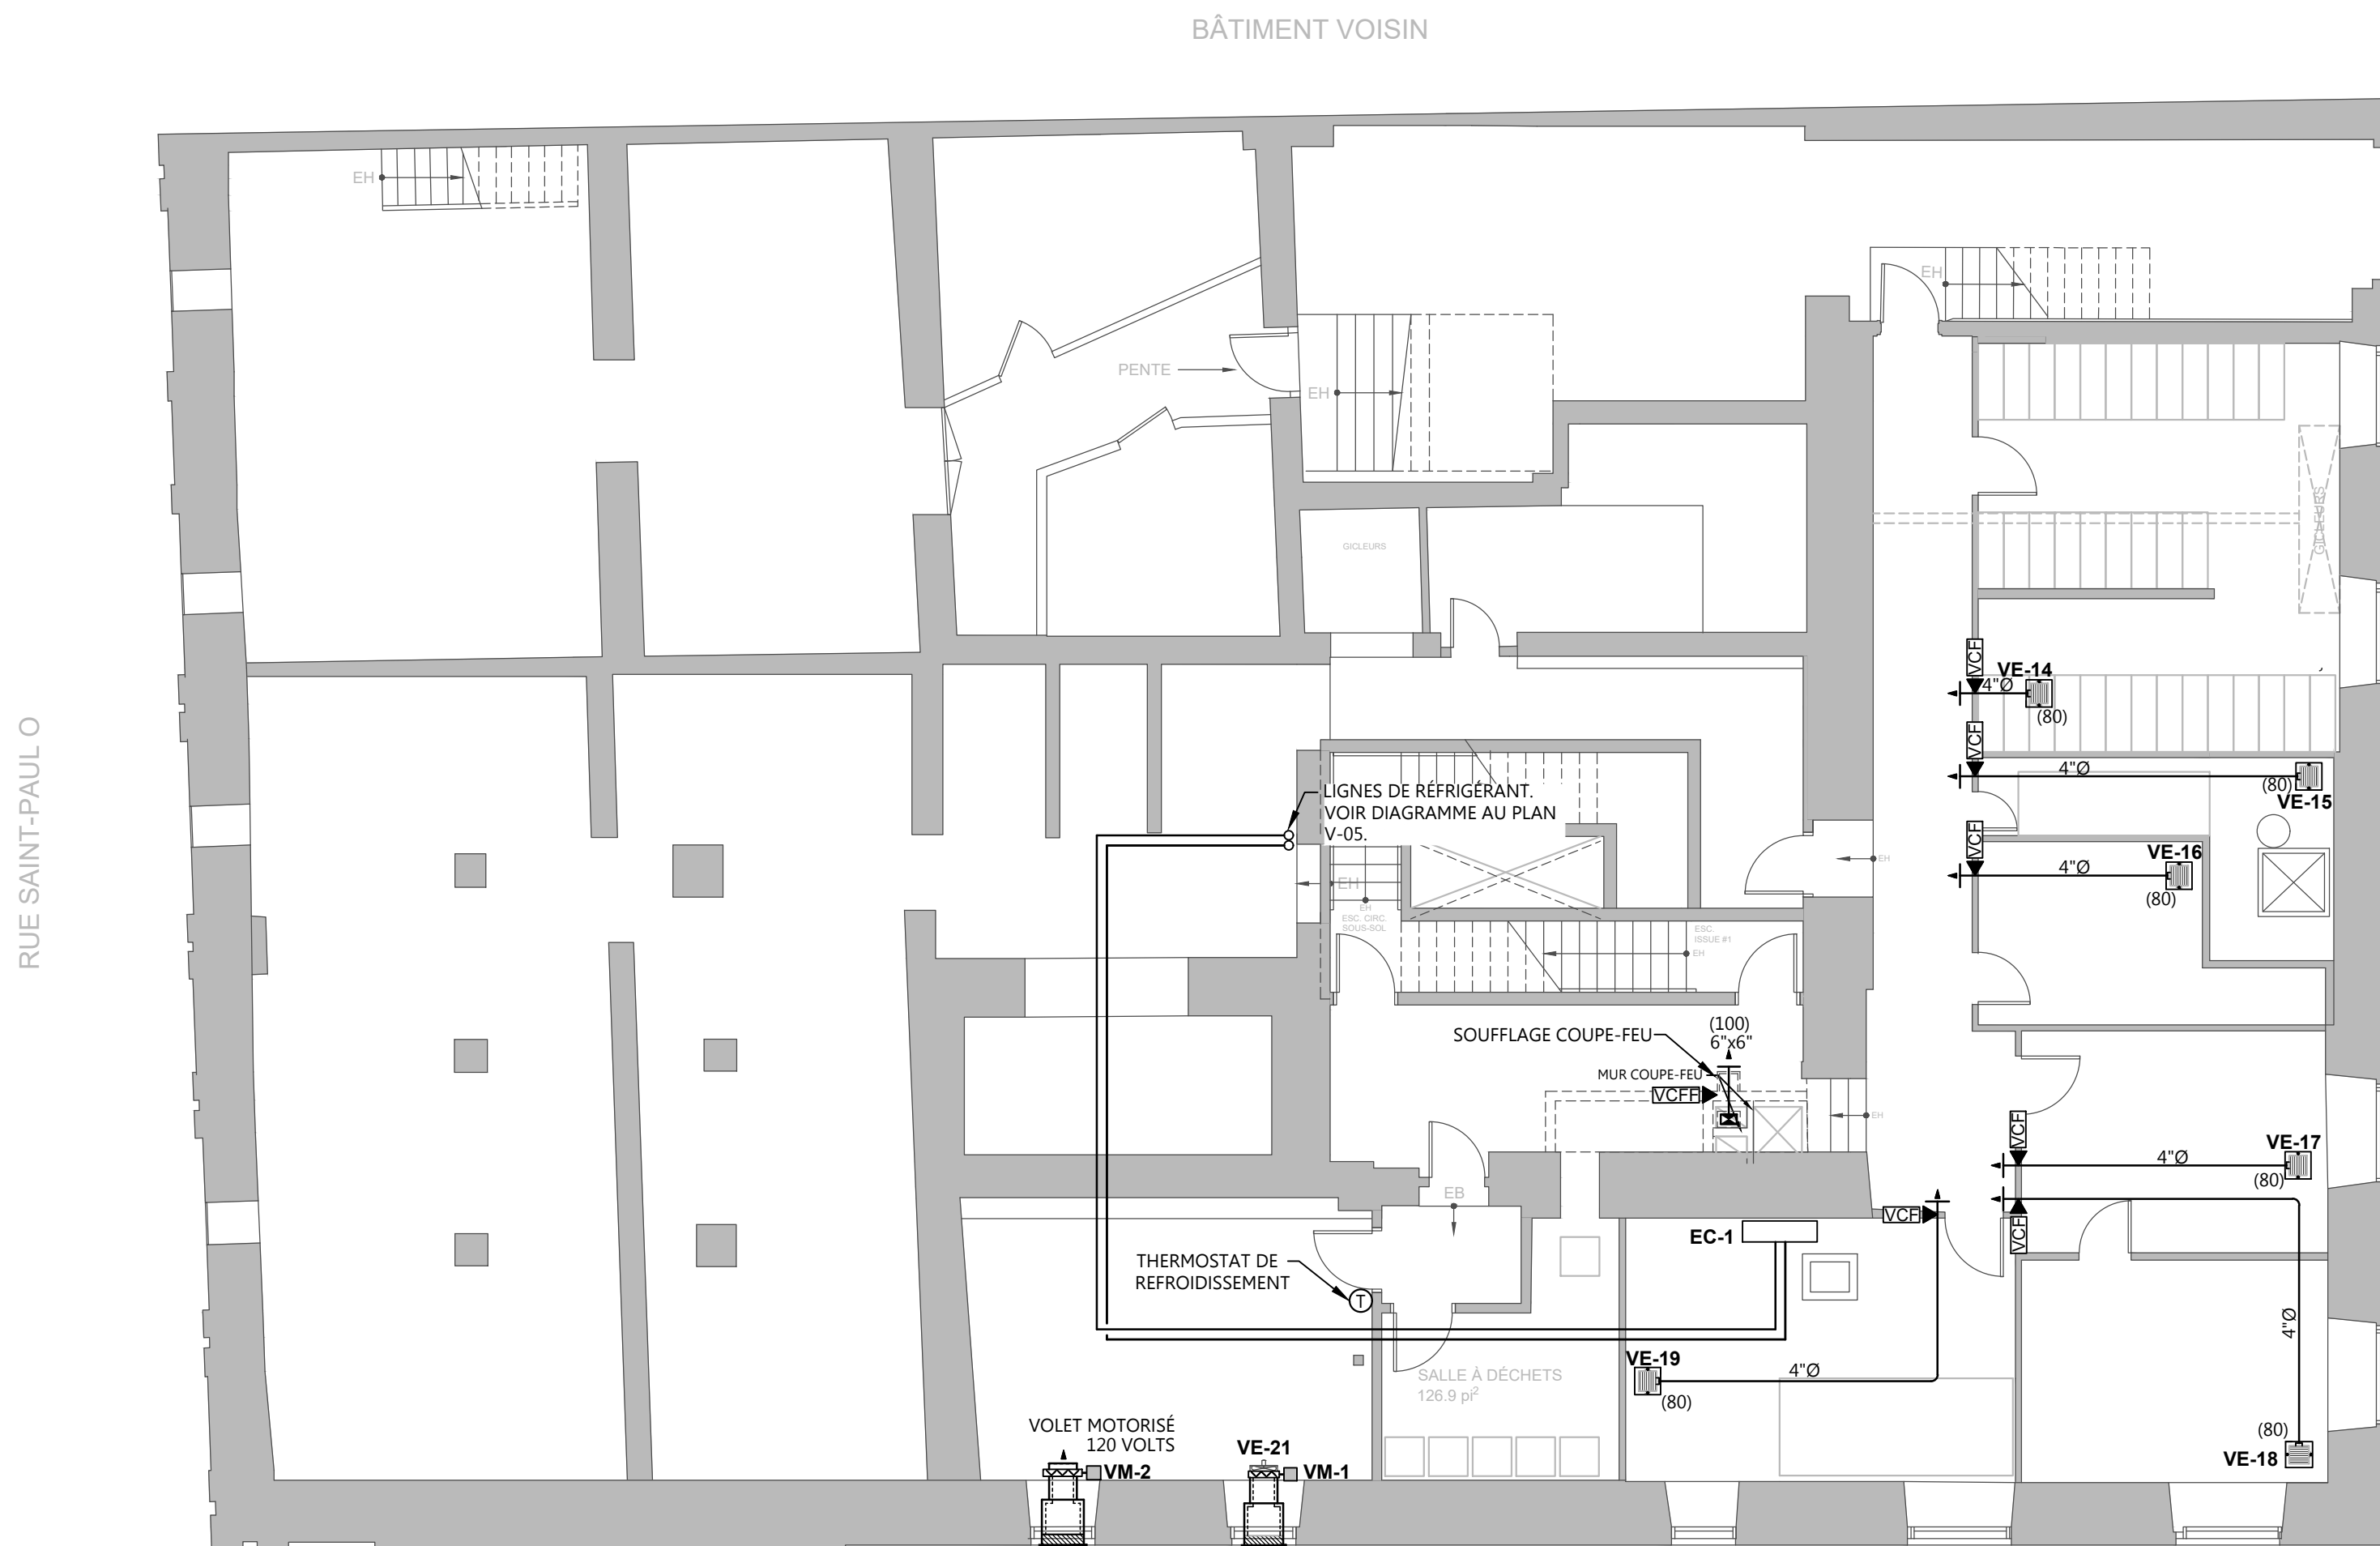 BÂTIMENT VOISIN
RUE SAINT-PAUL O
EH
EH
PENTE
EH
GICLEURS
GICLEURS
VCF
VE-14
4"Ø
(80)
VCF
4"Ø
(80)
VE-15
LIGNES DE RÉFRIGÉRANT.
VOIR DIAGRAMME AU PLAN
V-05.
VCF
VE-16
4"Ø
(80)
EH
EH
EH
ESC. CIRC.
SOUS-SOL
ESC.
ISSUE #1
EH
SOUFFLAGE COUPE-FEU
(100)
6"x6"
MUR COUPE-FEU
VCFF
EH
VCF
VE-17
4"Ø
(80)
EB
VCF
VCF
EC-1
THERMOSTAT DE
REFROIDISSEMENT
T
4"Ø
VE-19
4"Ø
(80)
SALLE À DÉCHETS
126.9 pi²
VOLET MOTORISÉ
120 VOLTS
VM-2
VE-21
VM-1
(80)
VE-18